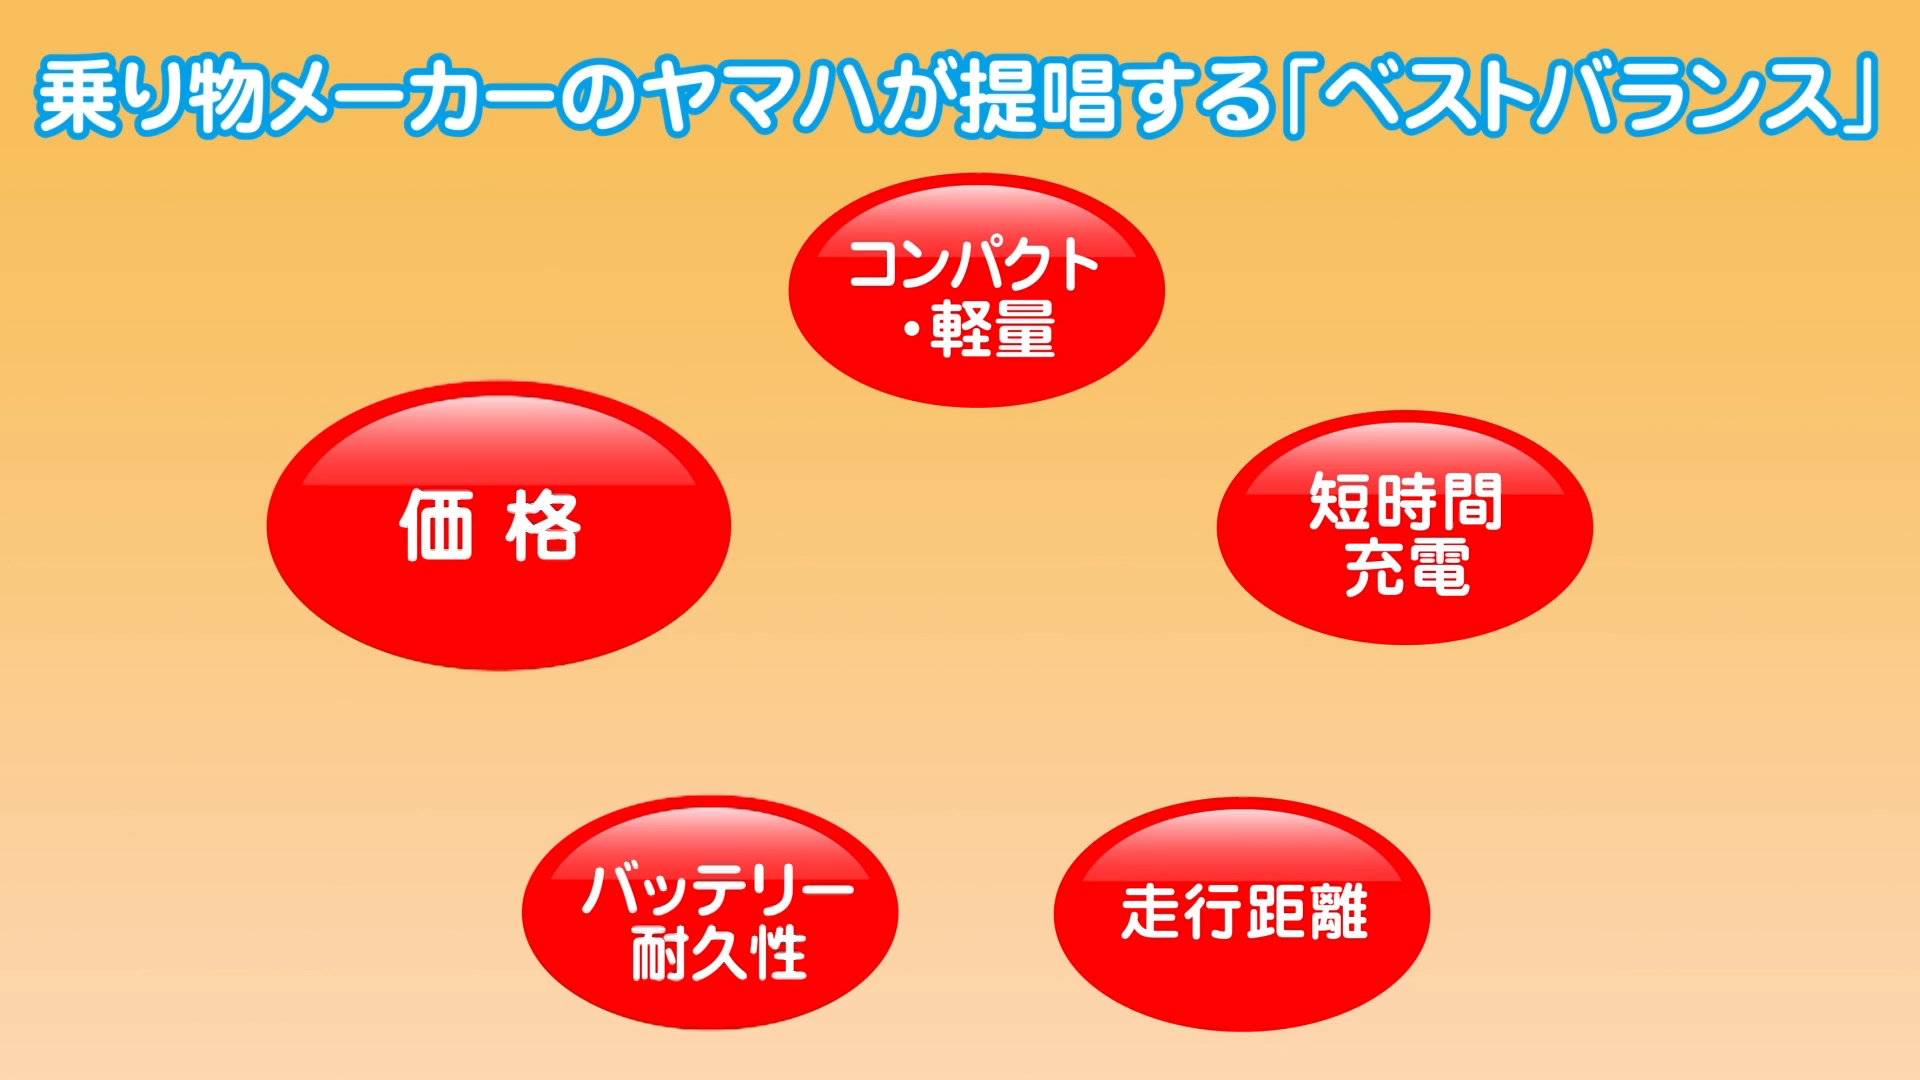 乗り物メーカーのヤマハが提唱する「ベストバランス」
コンパクト
・軽量
価 格
短時間
充電
バッテリー
耐久性
走行距離